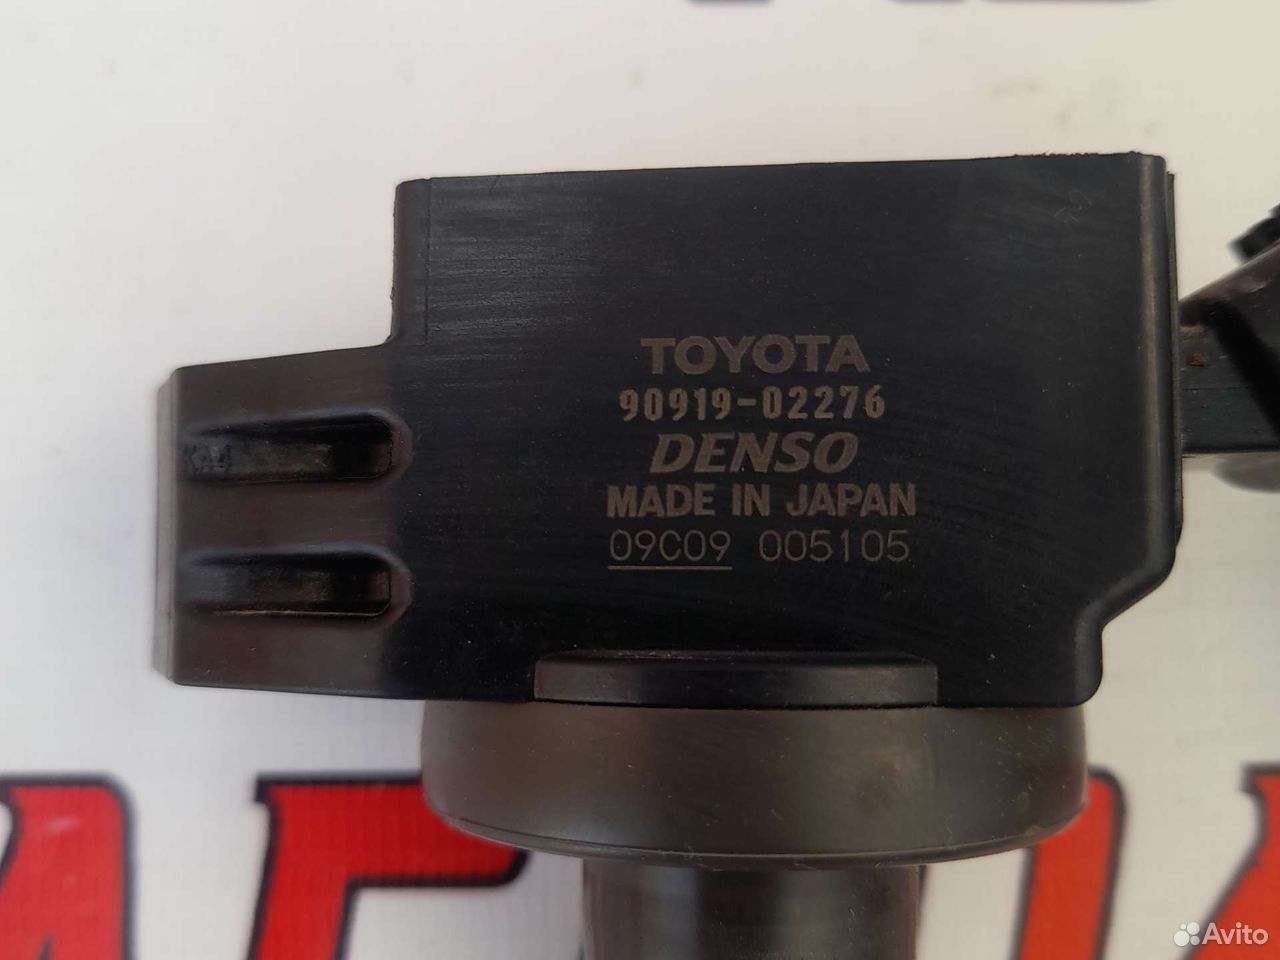 TOYOTA
90919-02276
DENSO
MADE IN JAPAN
09C09 005105
Avito